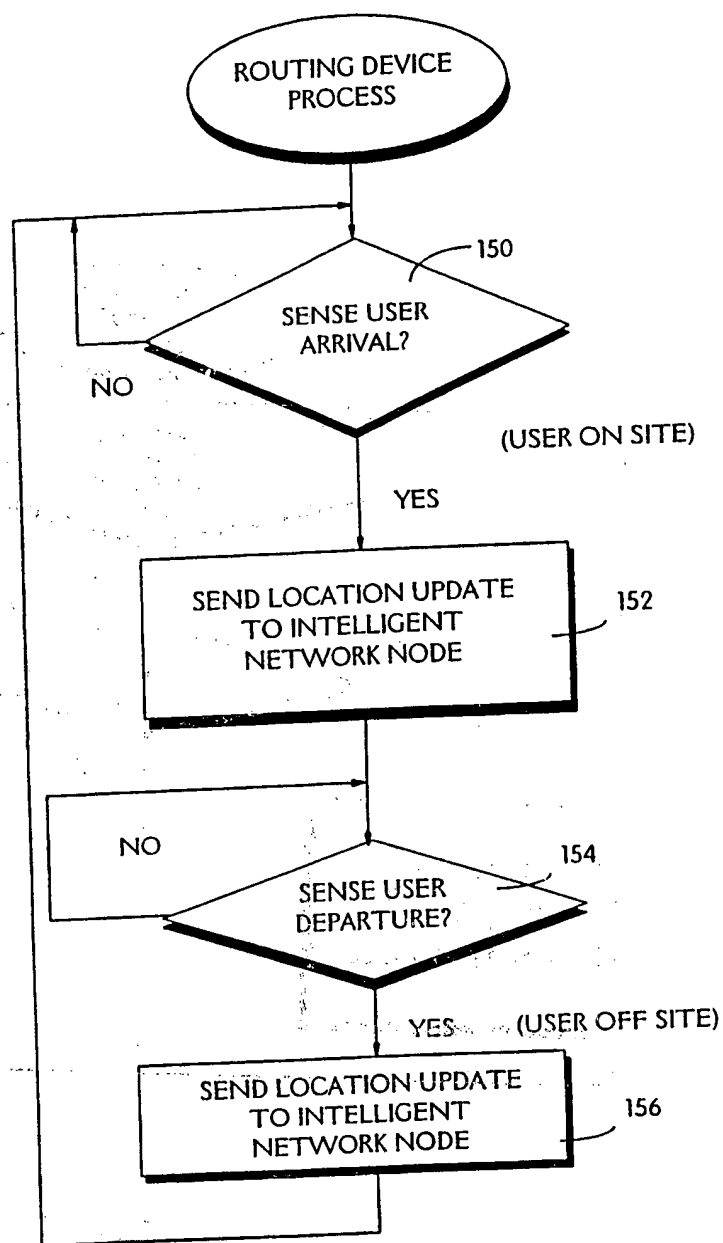 ROUTING DEVICE
PROCESS
150
SENSE USER
ARRIVAL?
NO
(USER ON SITE)
YES
SEND LOCATION UPDATE
TO INTELLIGENT
NETWORK NODE
152
NO
154
SENSE USER
DEPARTURE?
YES
(USER OFF SITE)
SEND LOCATION UPDATE
TO INTELLIGENT
NETWORK NODE
156